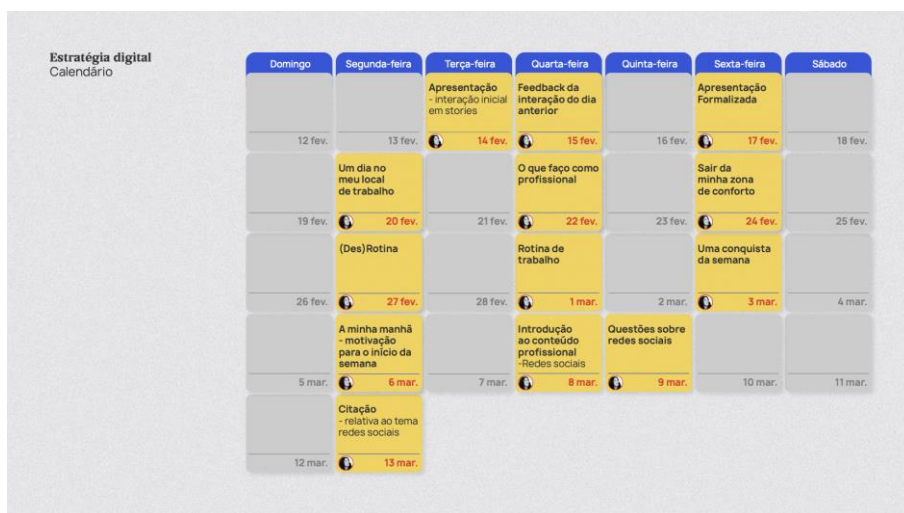 Estratégia digital
Calendário
Domingo
Segunda-feira
Terça-feira
Quarta-feira
Quinta-feira
Sexta-feira
Sábado
12 fev.
13 fev.
Apresentação
- interação inicial
em stories
14 fev.
Feedback da
interação do dia
anterior
15 fev.
16 fev.
Apresentação
Formalizada
17 fev.
18 fev.
19 fev.
Um dia no
meu local
de trabalho
20 fev.
21 fev.
O que faço como
profissional
22 fev.
23 fev.
Sair da
minha zona
de conforto
24 fev.
25 fev.
26 fev.
(Des)Rotina
27 fev.
28 fev.
Rotina de
trabalho
1 mar.
2 mar.
Uma conquista
da semana
3 mar.
4 mar.
5 mar.
A minha manhã
- motivação
para o início da
semana
6 mar.
7 mar.
Introdução
ao conteúdo
profissional
-Redes sociais
8 mar.
Questões sobre
redes sociais
9 mar.
10 mar.
11 mar.
12 mar.
Citação
- relativa ao tema
redes sociais
13 mar.